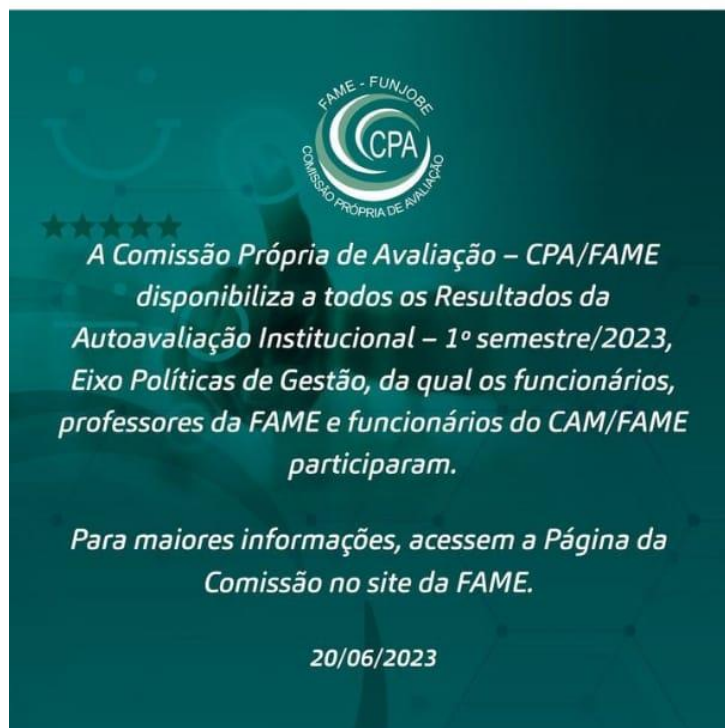 FAME - FUNJOBE
CPA
COMISSÃO PRÓPRIA DE AVALIAÇÃO
A Comissão Própria de Avaliação – CPA/FAME
disponibiliza a todos os Resultados da
Autoavaliação Institucional – 1º semestre/2023,
Eixo Políticas de Gestão, da qual os funcionários,
professores da FAME e funcionários do CAM/FAME
participaram.
Para maiores informações, acessem a Página da
Comissão no site da FAME.
20/06/2023